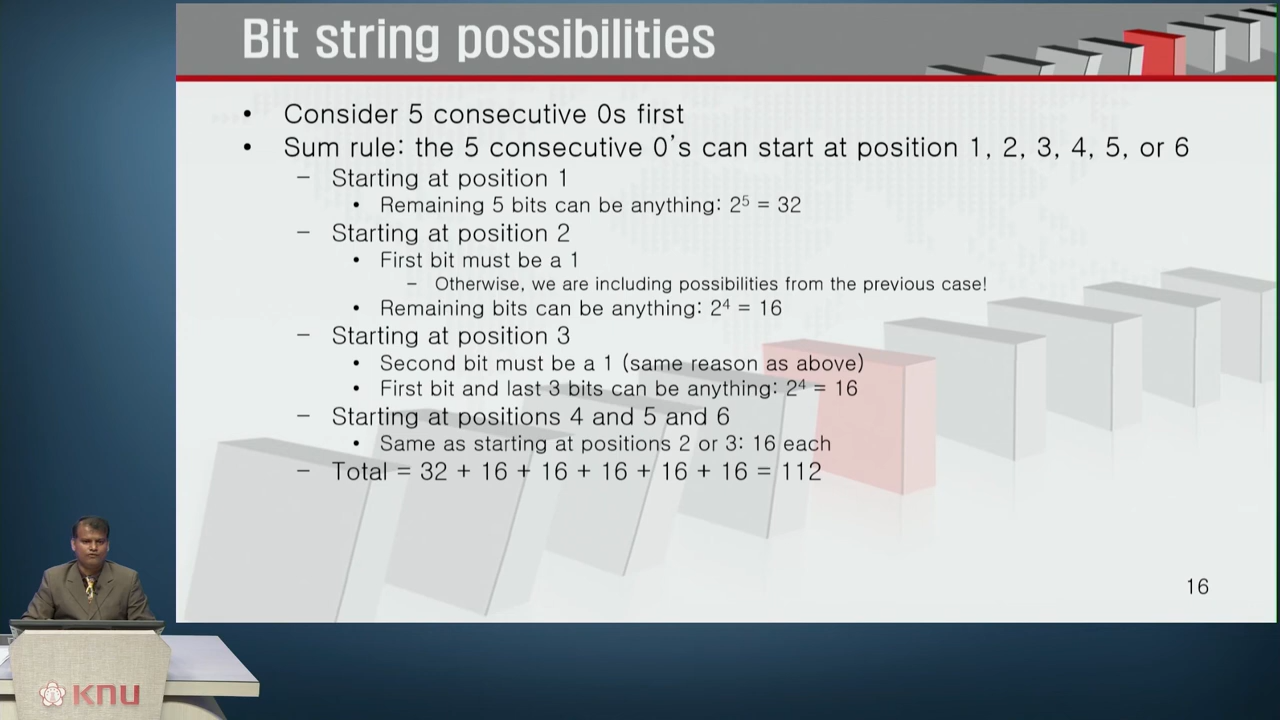 Bit string possibilities
• Consider 5 consecutive 0s first
• Sum rule: the 5 consecutive 0's can start at position 1, 2, 3, 4, 5, or 6
– Starting at position 1
• Remaining 5 bits can be anything: 2⁵ = 32
– Starting at position 2
• First bit must be a 1
– Otherwise, we are including possibilities from the previous case!
• Remaining bits can be anything: 2⁴ = 16
– Starting at position 3
• Second bit must be a 1 (same reason as above)
• First bit and last 3 bits can be anything: 2⁴ = 16
– Starting at positions 4 and 5 and 6
• Same as starting at positions 2 or 3: 16 each
– Total = 32 + 16 + 16 + 16 + 16 + 16 = 112
16
KNU